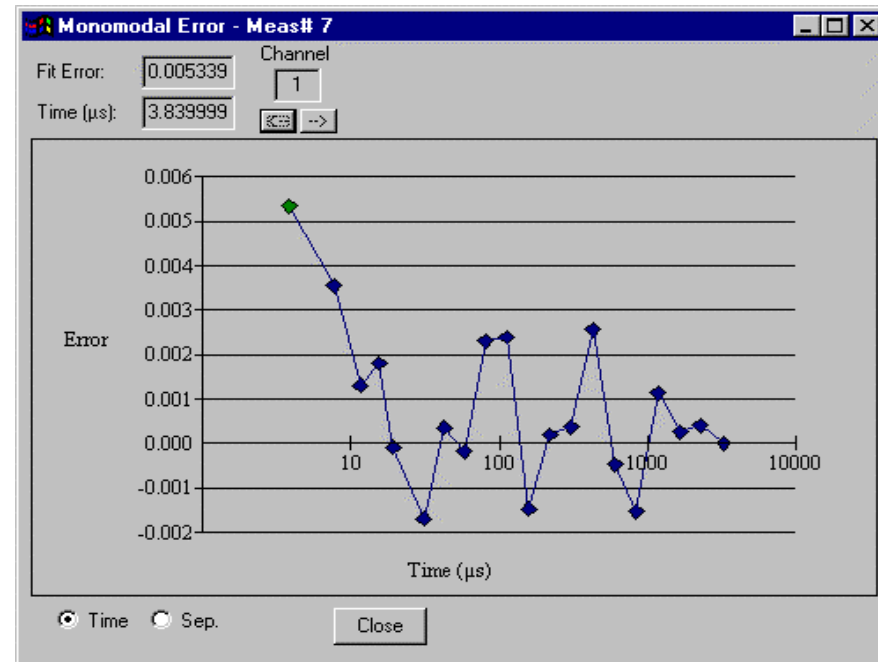 Monomodal Error - Meas# 7
Fit Error: 0.005339
Channel
1
Time (µs): 3.839999
-->
0.006
0.005
0.004
0.003
Error
0.002
0.001
0.000
10 100 1000 10000
-0.001
-0.002
Time (µs)
Time Sep.
Close